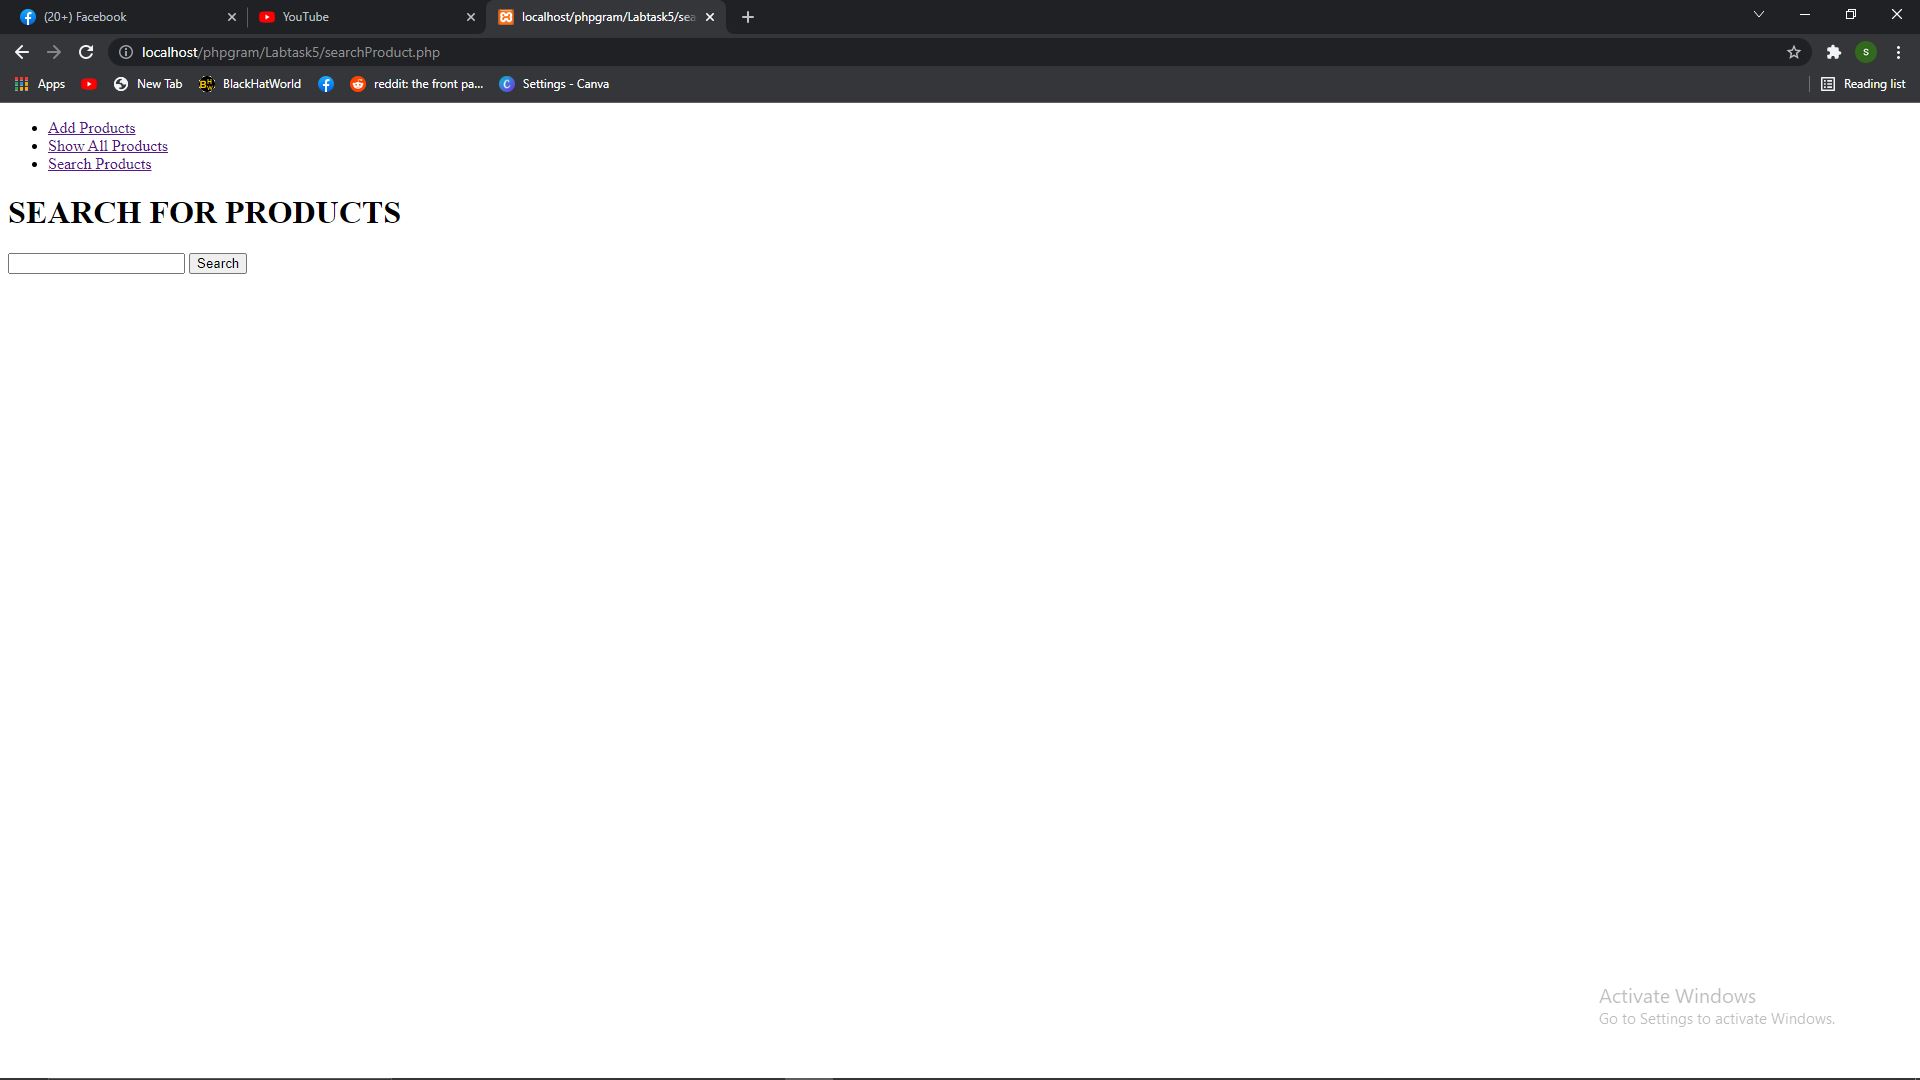 (20+) Facebook
YouTube
localhost/phpgram/Labtask5/sea
localhost/phpgram/Labtask5/searchProduct.php
S
Apps
New Tab
BlackHatWorld
reddit: the front pa...
C
Settings - Canva
Reading list
Add Products
Show All Products
Search Products
SEARCH FOR PRODUCTS
Search
Activate Windows
Go to Settings to activate Windows.